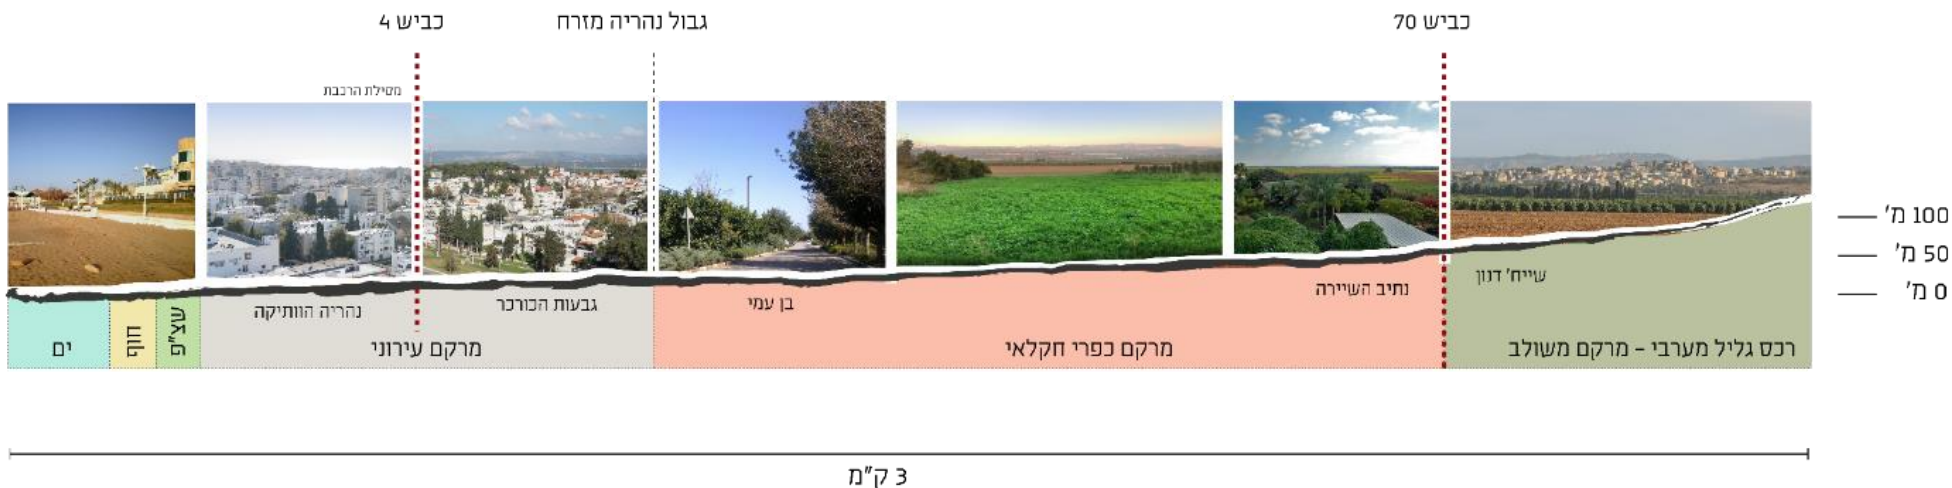 כביש 70
גבול נהריה מזרח
כביש 4
מסילת הרכבת
100 מ'
50 מ'
0 מ'
שייח' דנון
נתיב השיירה
בן עמי
גבעות הכורכר
נהריה הוותיקה
רכס גליל מערבי - מרקם משולב
מרקם כפרי חקלאי
מרקם עירוני
שצ"פ
חוף
ים
3 ק"מ